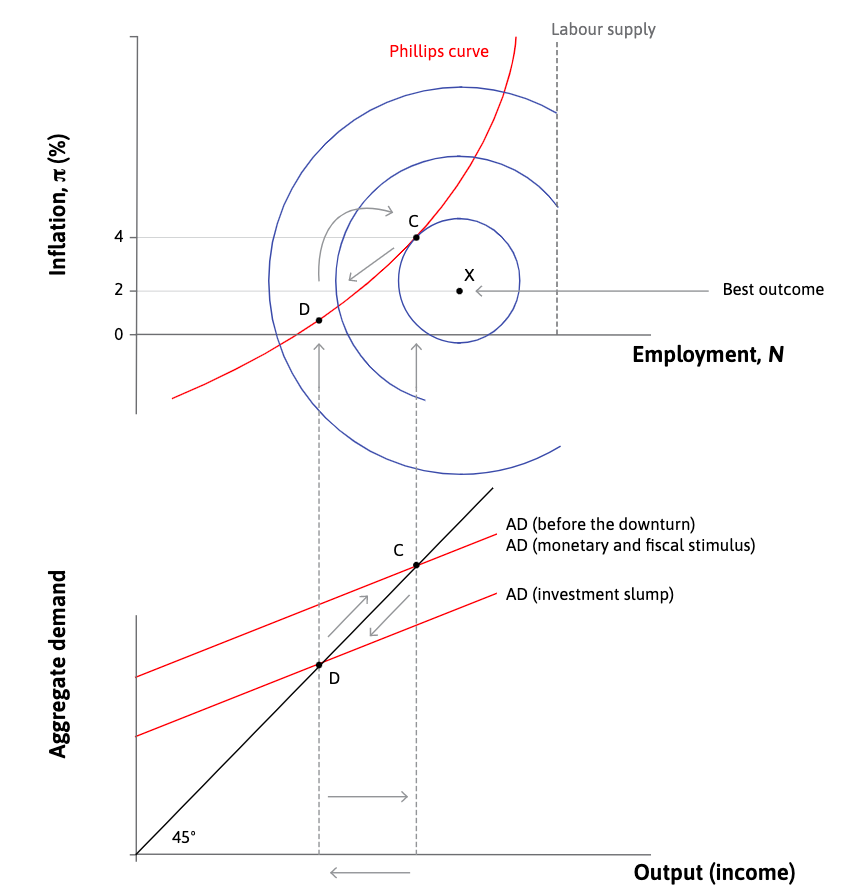 Labour supply
Phillips curve
Inflation, π (%)
4
C
X
2
Best outcome
D
0
Employment, N
AD (before the downturn)
C
AD (monetary and fiscal stimulus)
AD (investment slump)
Aggregate demand
D
45°
Output (income)